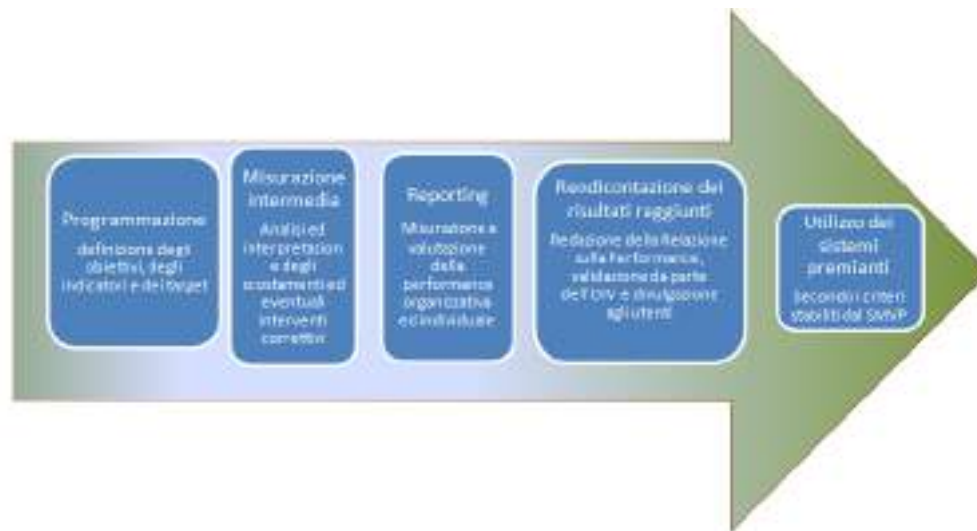 Programmazione
definizione degli
obiettivi, degli
indicatori e dei target
Misurazione
intermedia
Analisi ed
interpretazion
e degli
scostamenti ed
eventuali
interventi
correttivi
Reporting
Misurazione e
valutazione
della
performance
organizzativa
ed individuale
Rendicontazione dei
risultati raggiunti
Redazione della Relazione
sulla Performance,
validazione da parte
dell'OIV e divulgazione
agli utenti
Utilizzo dei
sistemi
premianti
Secondo i criteri
stabiliti dal SMVP